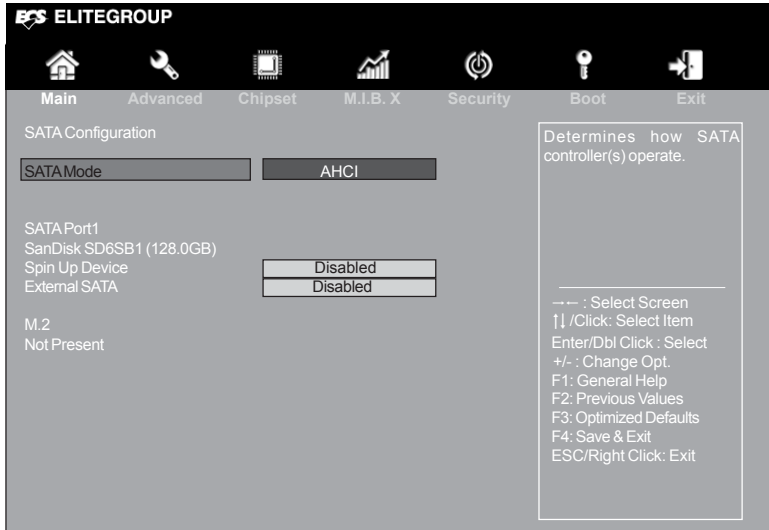 ECS ELITEGROUP
Main Advanced Chipset M.I.B. X Security Boot Exit
SATA Configuration
SATA Mode AHCI
SATA Port1
SanDisk SD6SB1 (128.0GB)
Spin Up Device Disabled
External SATA Disabled
M.2
Not Present
Determines how SATA
controller(s) operate.
→← : Select Screen
↑↓/Click: Select Item
Enter/Dbl Click : Select
+/- : Change Opt.
F1: General Help
F2: Previous Values
F3: Optimized Defaults
F4: Save & Exit
ESC/Right Click: Exit